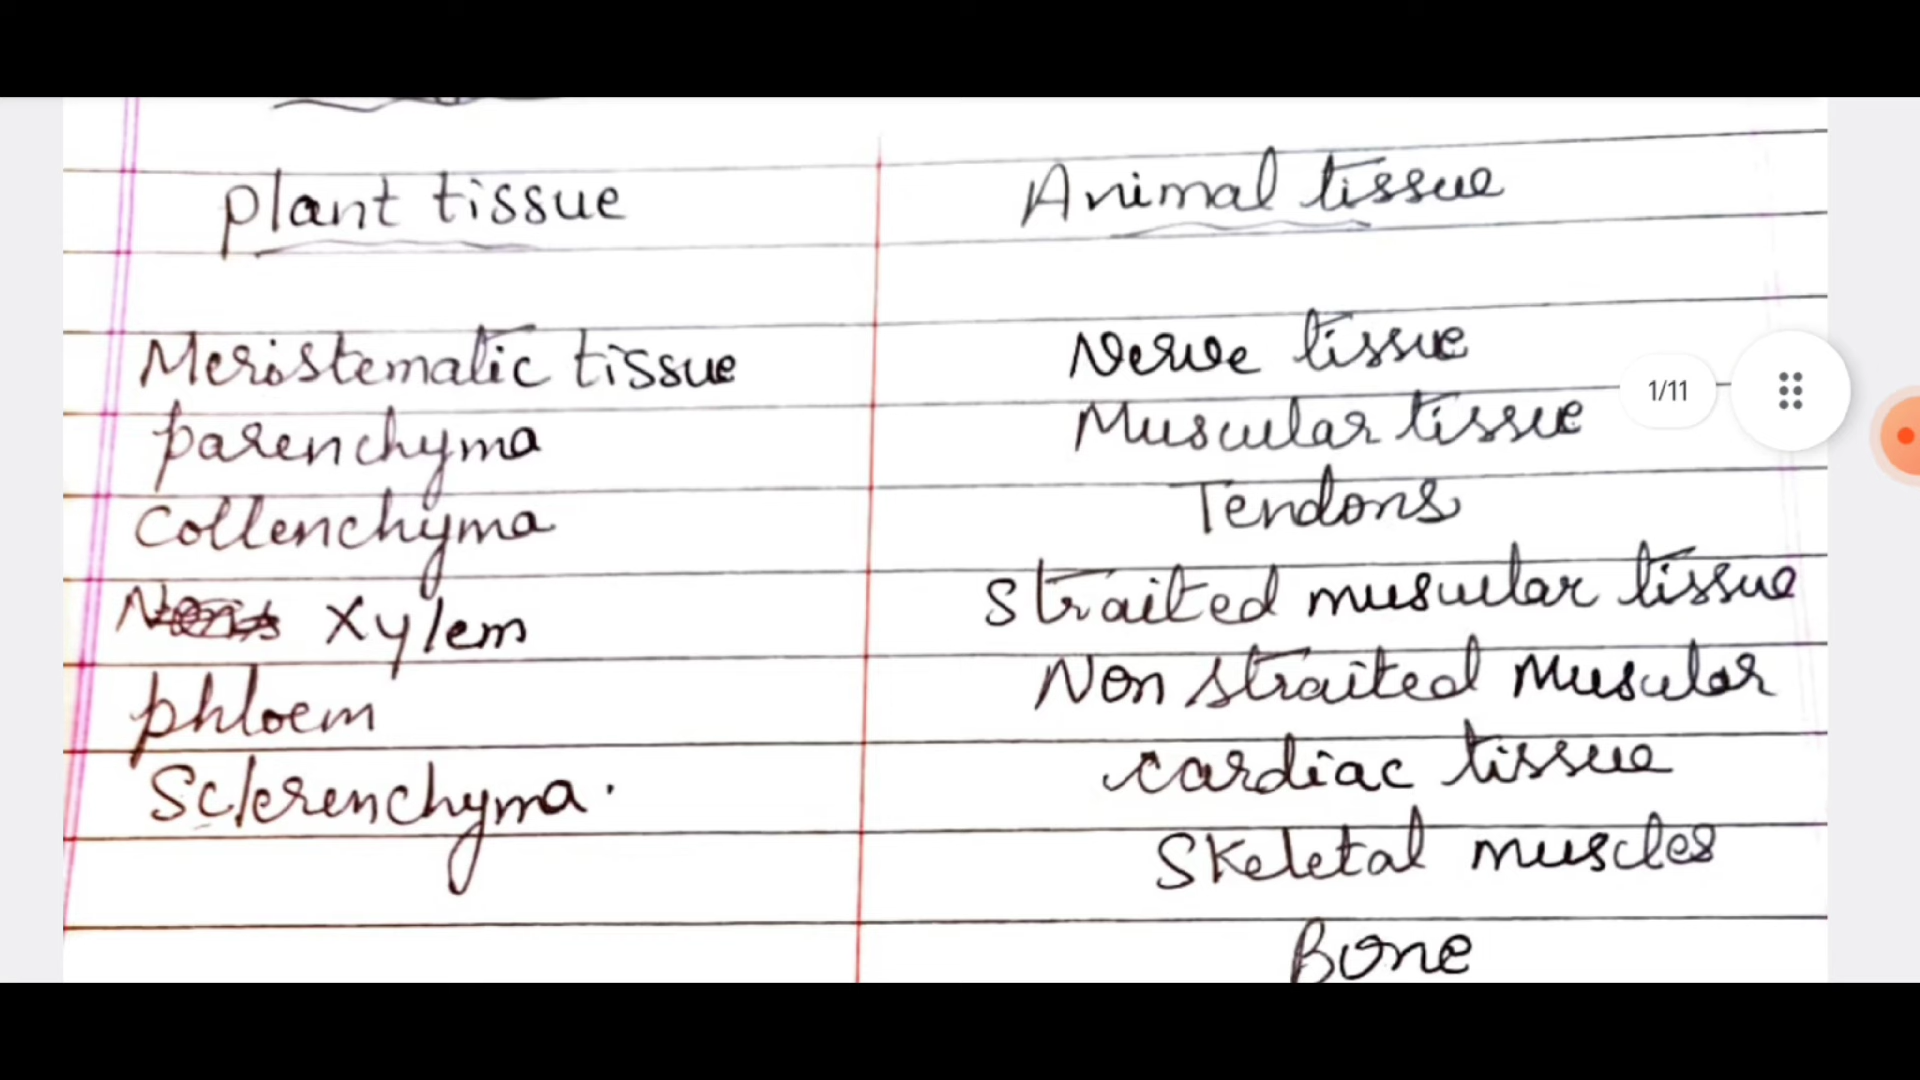 Plant tissue
Animal tissue
Meristematic tissue
Parenchyma
Collenchyma
Xylem
Phloem
Sclerenchyma.
Nerve tissue
Muscular tissue
Tendons
Straited muscular tissue
Non straited Muscular
cardiac tissue
Skeletal muscles
Bone
1/11